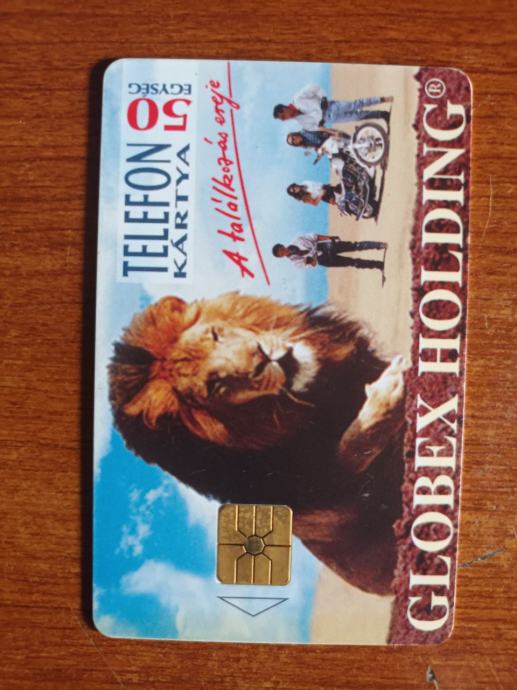 TELEFON
KÁRTYA
50
EGYSÉG
A találkozás ereje
GLOBEX HOLDING®